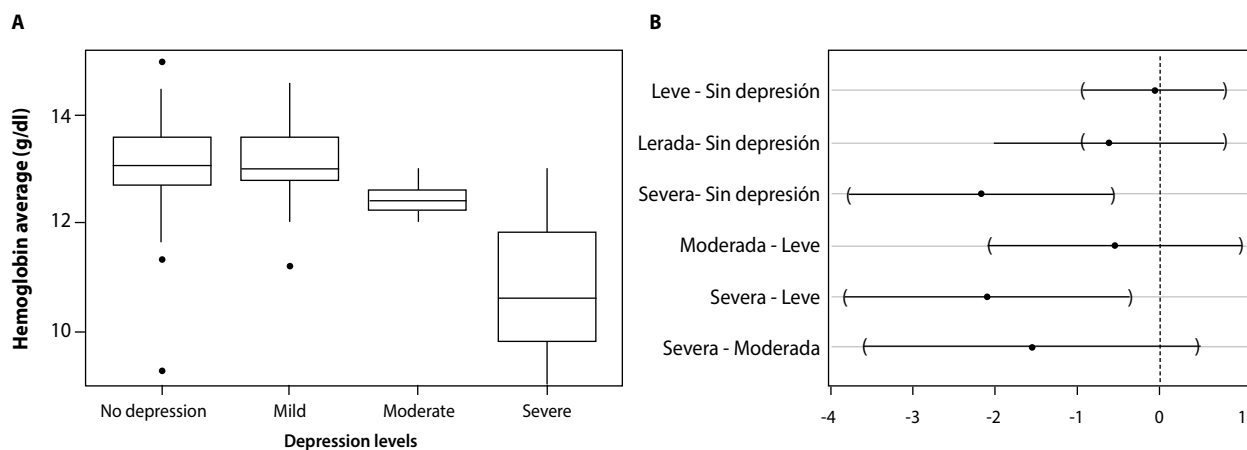 A
Hemoglobin average (g/dl)
14
12
10
No depression Mild Moderate Severe
Depression levels
B
Leve - Sin depresión
Lerada- Sin depresión
Severa- Sin depresión
Moderada - Leve
Severa - Leve
Severa - Moderada
-4 -3 -2 -1 0 1